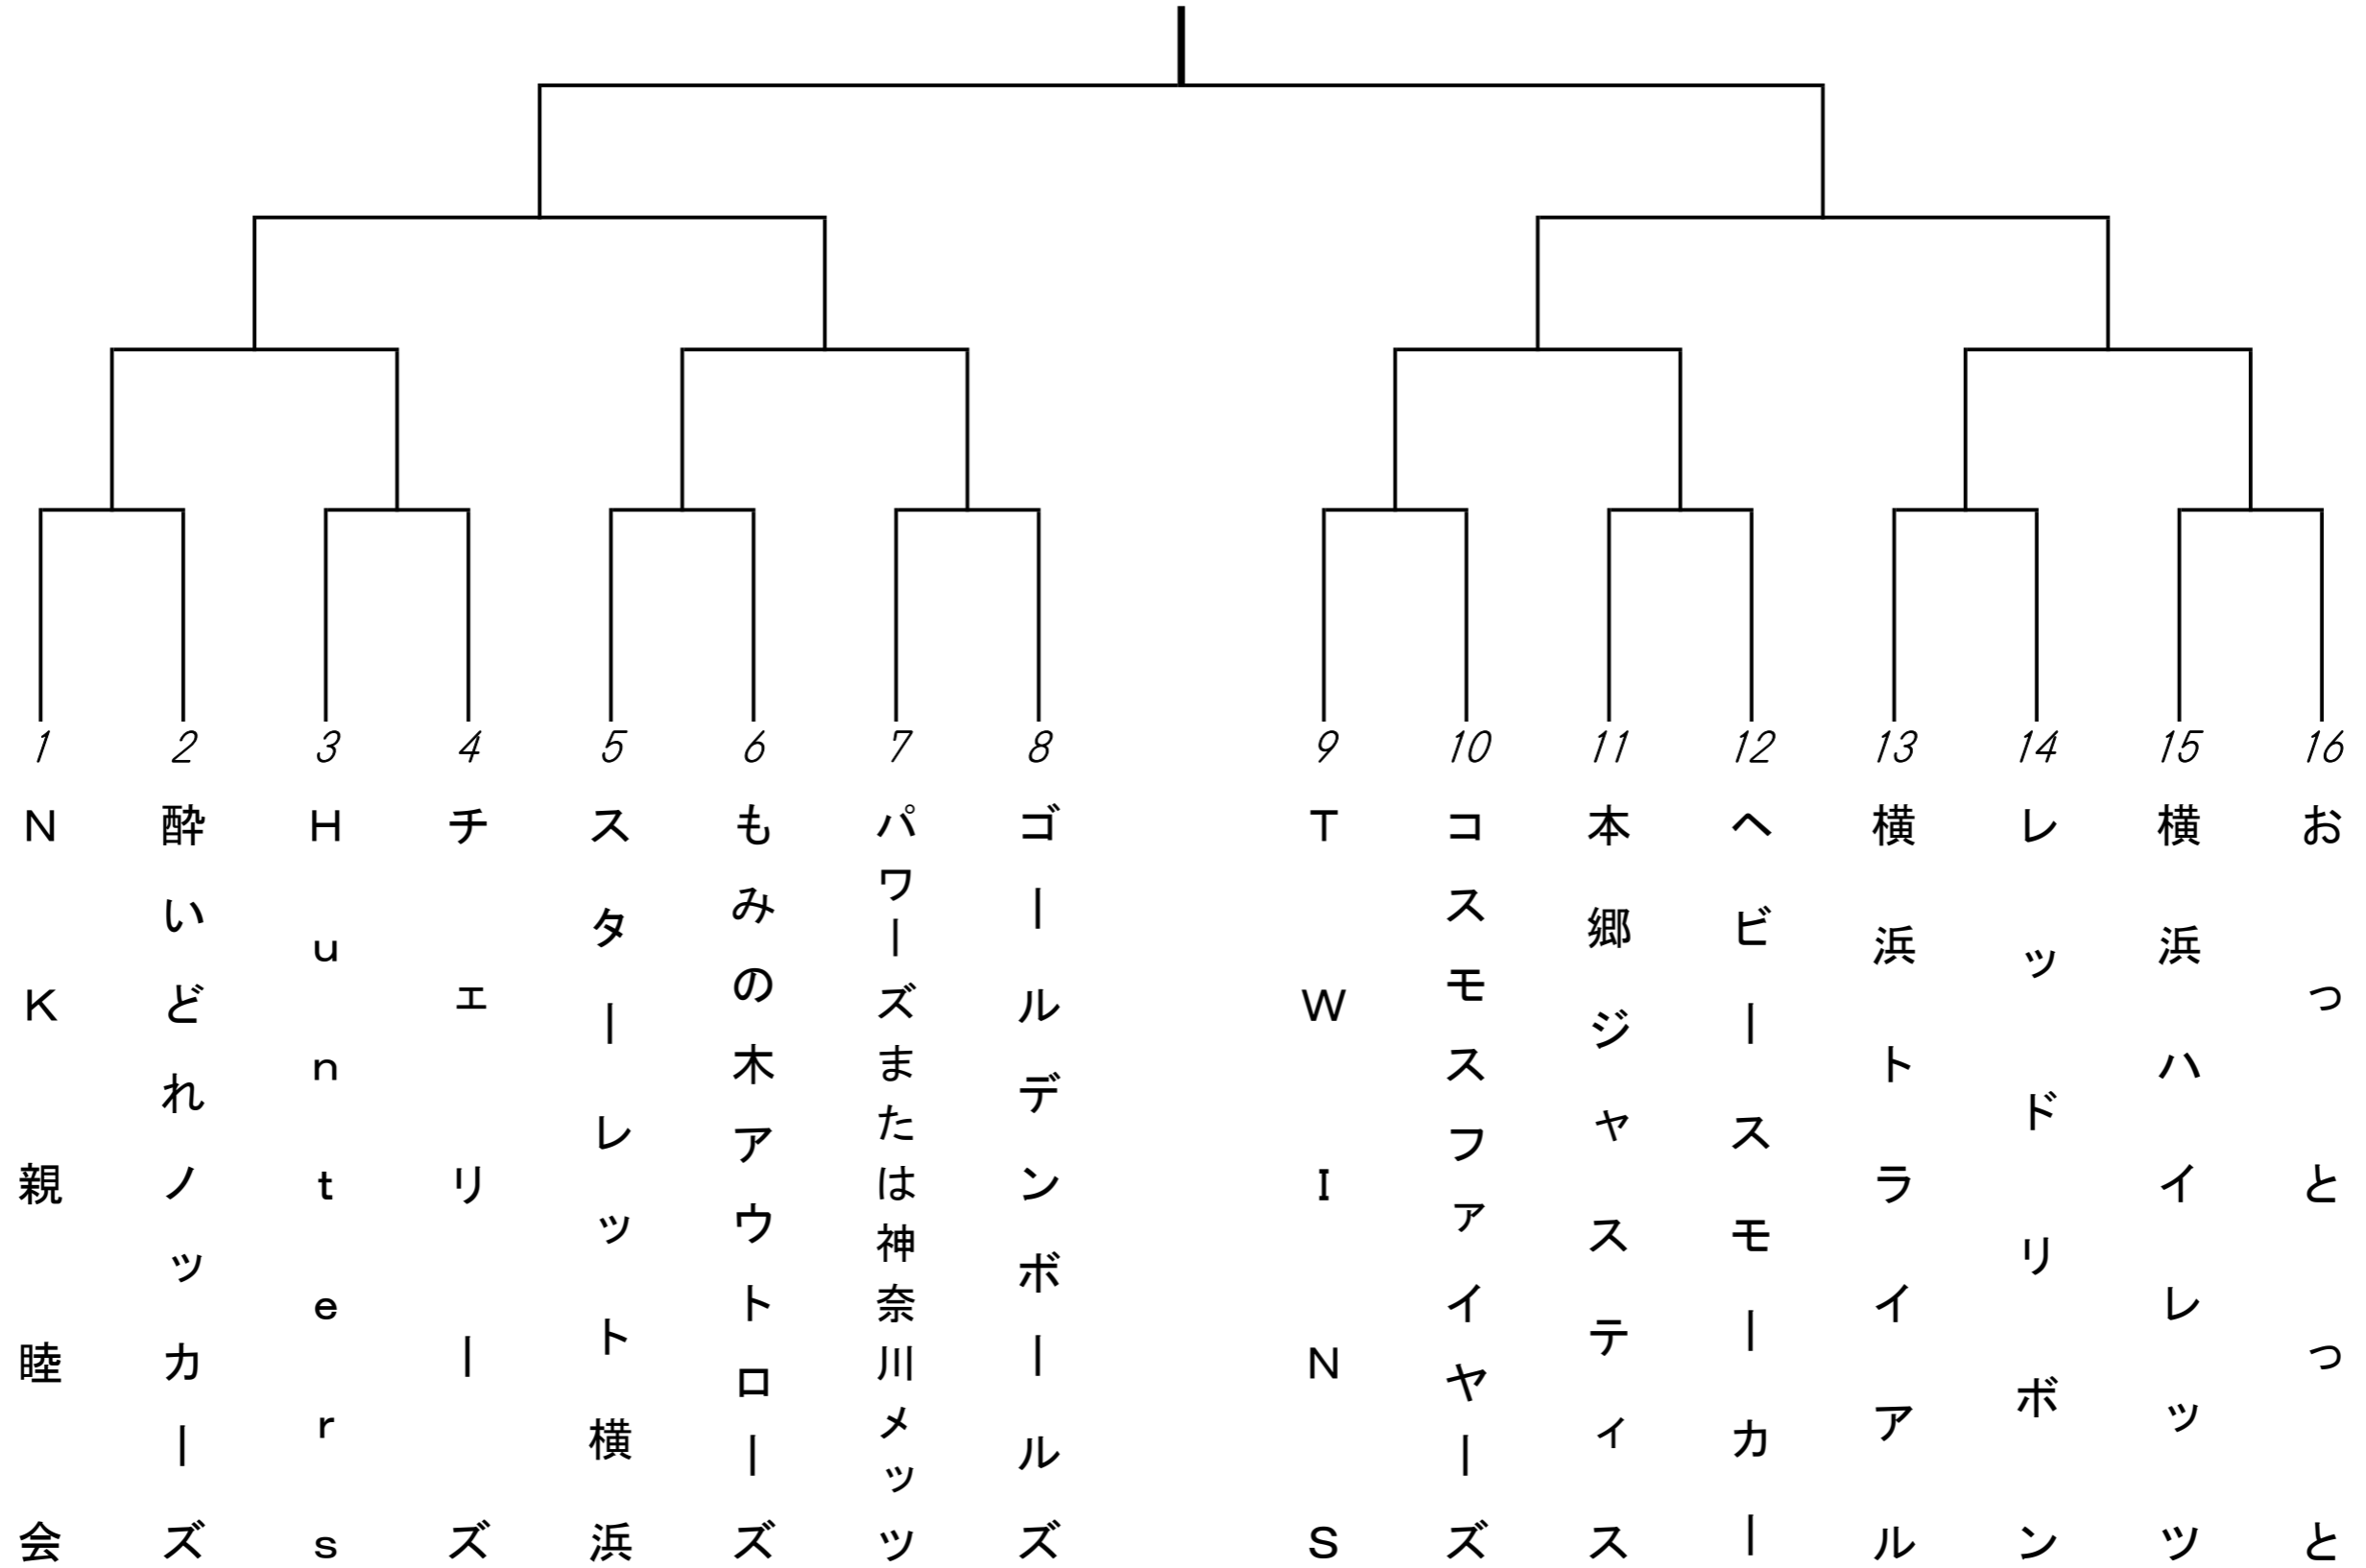 1 2 3 4 5 6 7 8 9 10 11 12 13 14 15 16
NK親睦会
酔いどれノッカーズ
Hunters
チェリーズ
スターレット横浜
もみの木アウトローズ
パワーズまたは神奈川メッツ
ゴールデンボールズ
TWINS
コスモスファイヤーズ
本郷ジャスティス
ヘビースモーカー
横浜トライアル
レッドリボン
横浜ハイレッツ
おっとっと